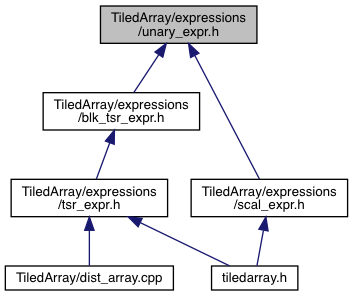 TiledArray/expressions
/unary_expr.h
TiledArray/expressions
/blk_tsr_expr.h
TiledArray/expressions
/tsr_expr.h
TiledArray/expressions
/scal_expr.h
TiledArray/dist_array.cpp
tiledarray.h